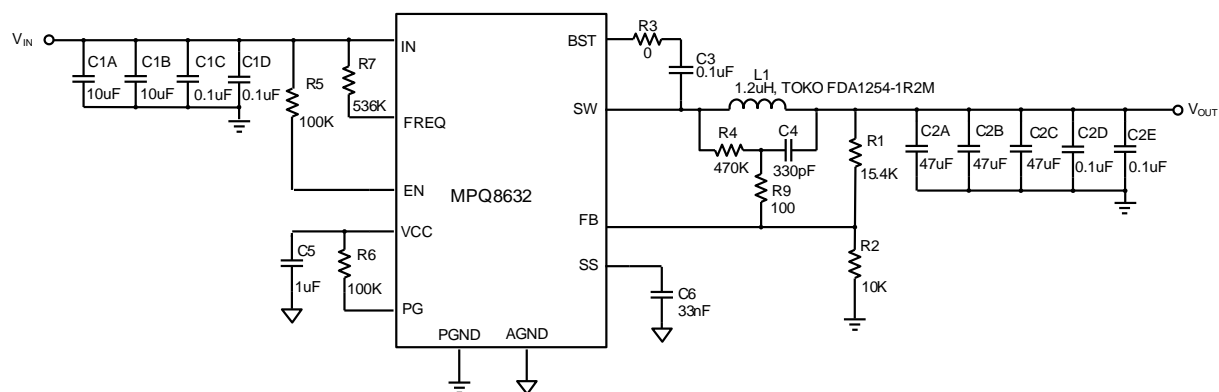 V_IN
C1A
10uF
C1B
10uF
C1C
0.1uF
C1D
0.1uF
R5
100K
R7
536K
IN
FREQ
EN
VCC
PG
PGND
AGND
MPQ8632
BST
SW
FB
SS
C5
1uF
R6
100K
R3
0
C3
0.1uF
L1
1.2uH, TOKO FDA1254-1R2M
R4
470K
C4
330pF
R9
100
R1
15.4K
R2
10K
C6
33nF
C2A
47uF
C2B
47uF
C2C
47uF
C2D
0.1uF
C2E
0.1uF
V_OUT